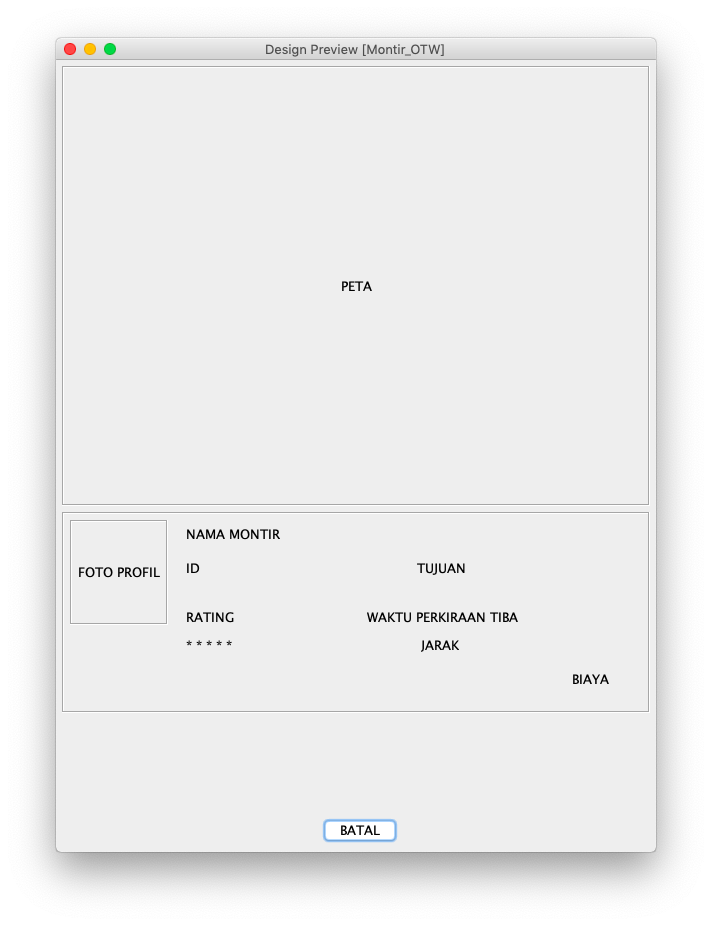 Design Preview [Montir_OTW]
PETA
FOTO PROFIL
NAMA MONTIR
ID
TUJUAN
RATING
WAKTU PERKIRAAN TIBA
* * * * *
JARAK
BIAYA
BATAL